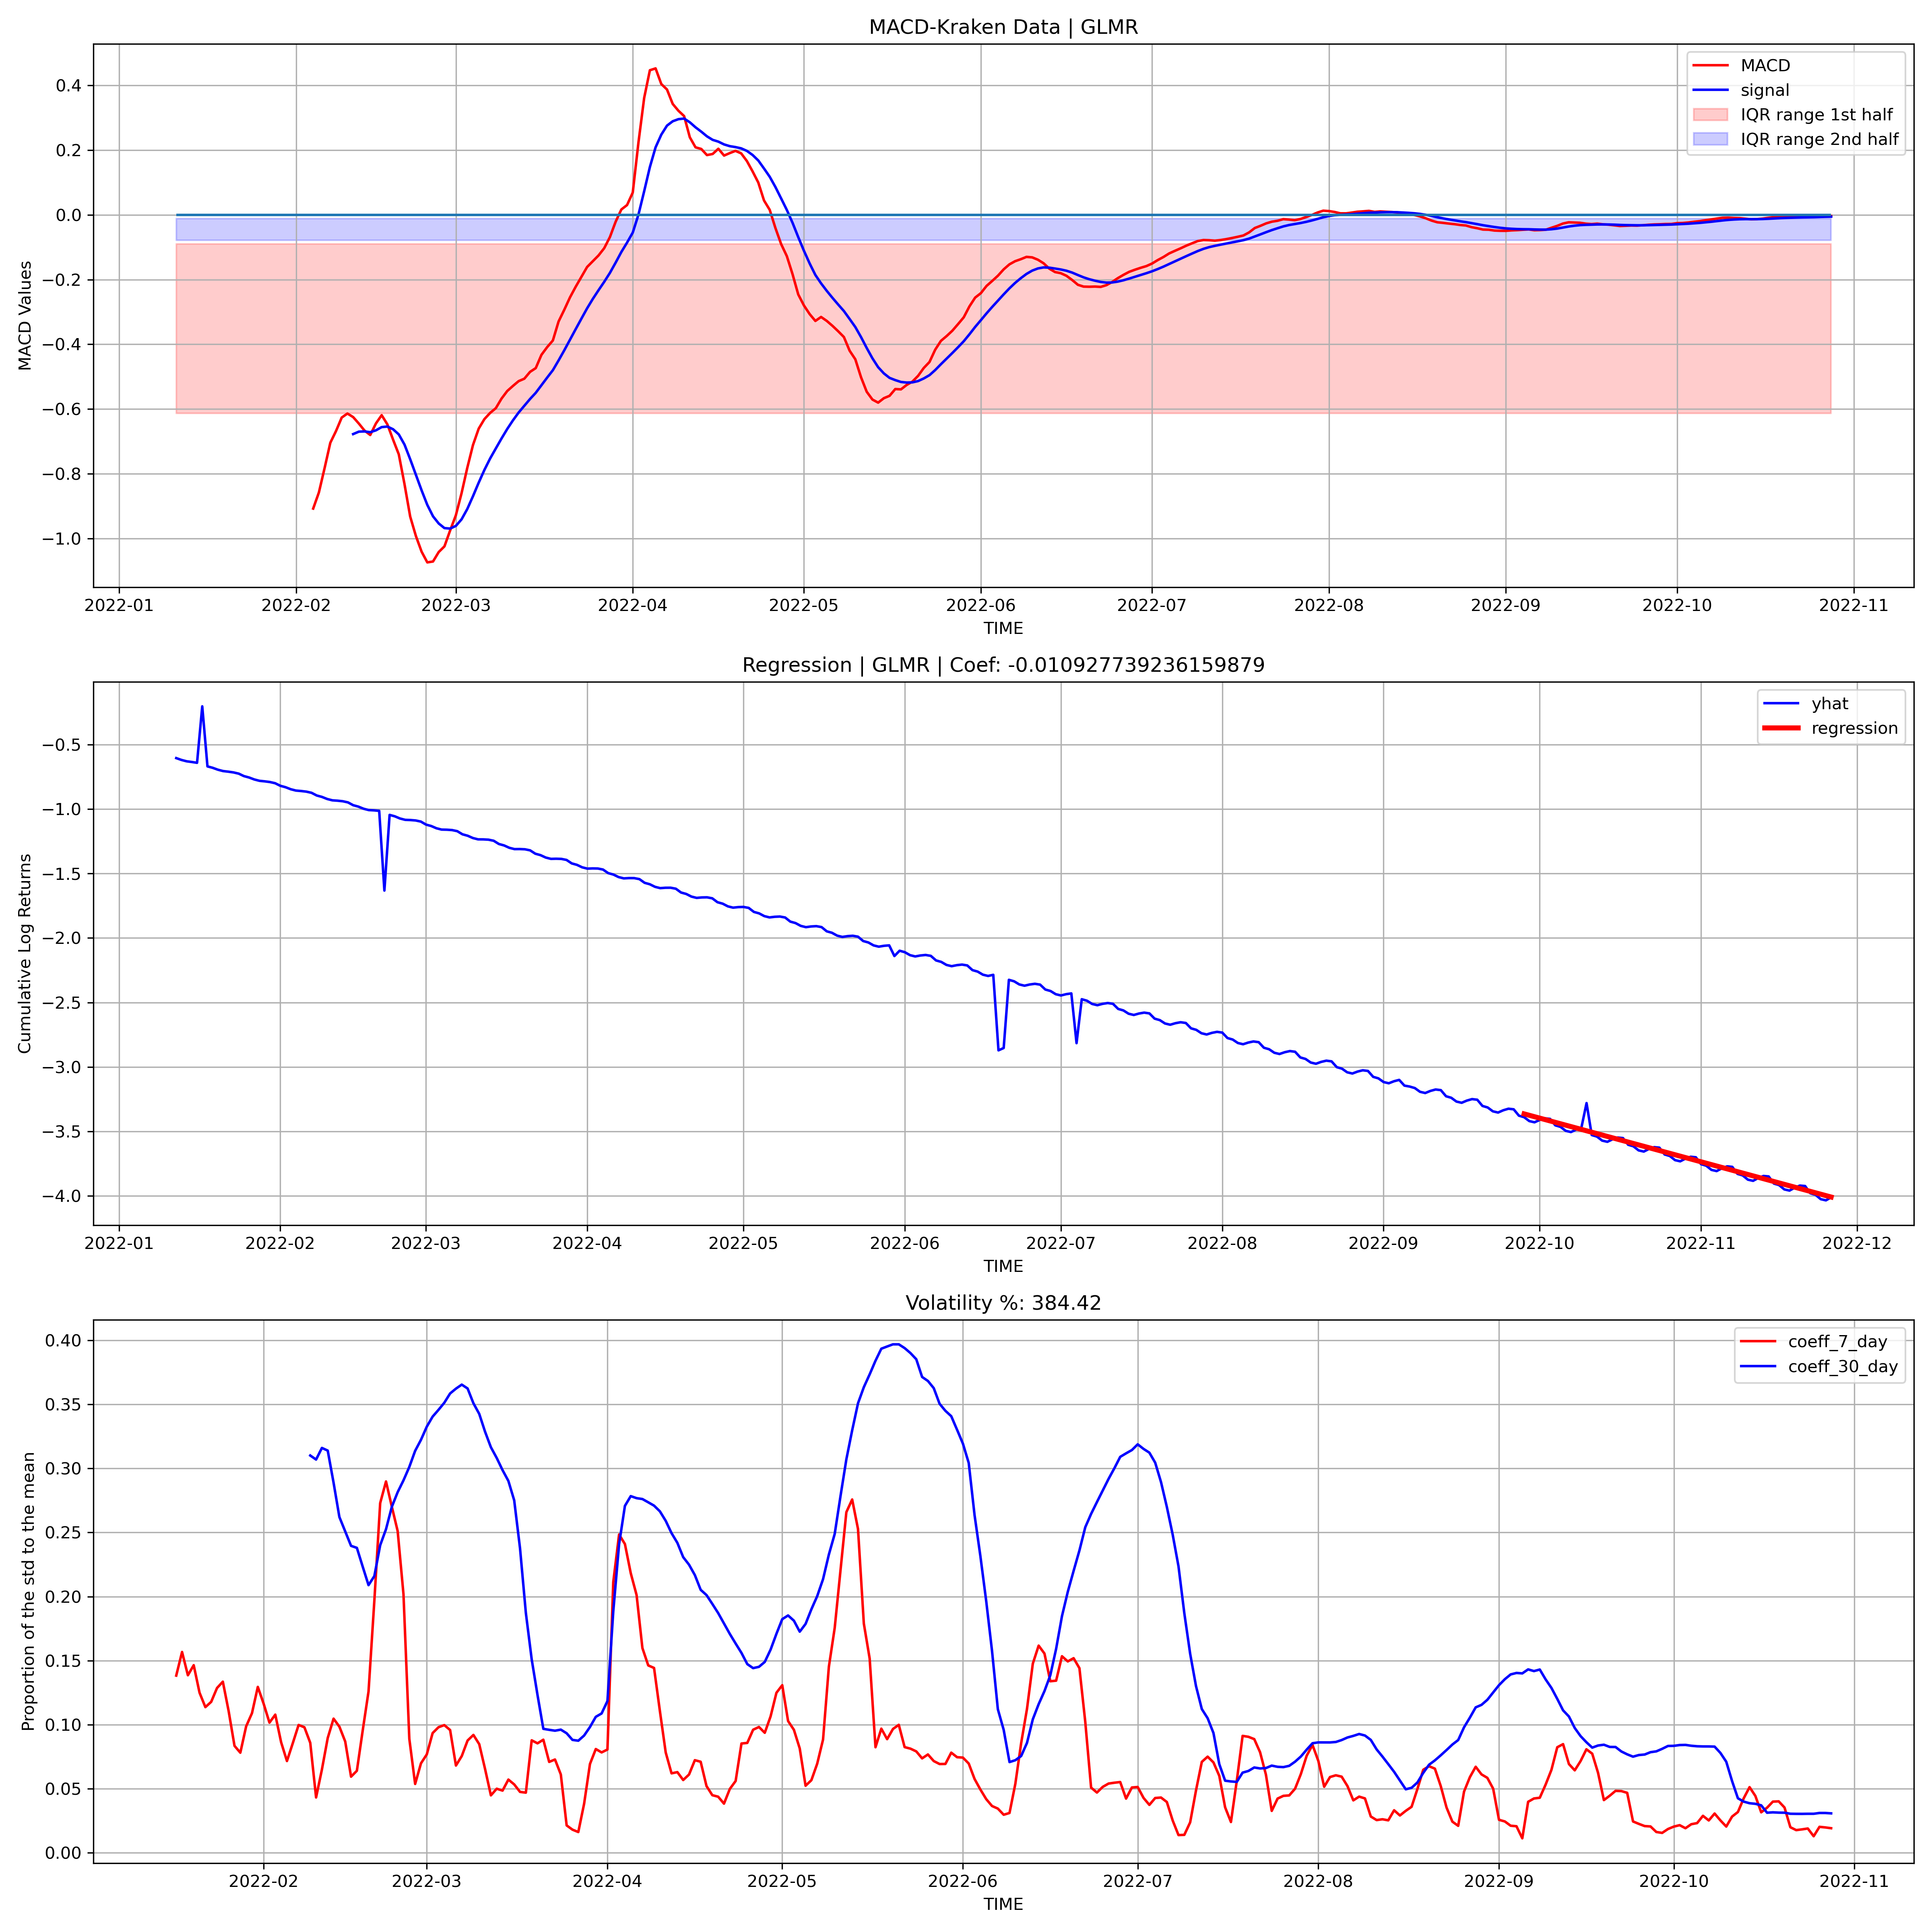 MACD-Kraken Data | GLMR
MACD
signal
IQR range 1st half
IQR range 2nd half
MACD Values
0.4
0.2
0.0
−0.2
−0.4
−0.6
−0.8
−1.0
2022-01 2022-02 2022-03 2022-04 2022-05 2022-06 2022-07 2022-08 2022-09 2022-10 2022-11
TIME
Regression | GLMR | Coef: -0.010927739236159879
yhat
regression
Cumulative Log Returns
−0.5
−1.0
−1.5
−2.0
−2.5
−3.0
−3.5
−4.0
2022-01 2022-02 2022-03 2022-04 2022-05 2022-06 2022-07 2022-08 2022-09 2022-10 2022-11 2022-12
TIME
Volatility %: 384.42
coeff_7_day
coeff_30_day
Proportion of the std to the mean
0.40
0.35
0.30
0.25
0.20
0.15
0.10
0.05
0.00
2022-02 2022-03 2022-04 2022-05 2022-06 2022-07 2022-08 2022-09 2022-10 2022-11
TIME